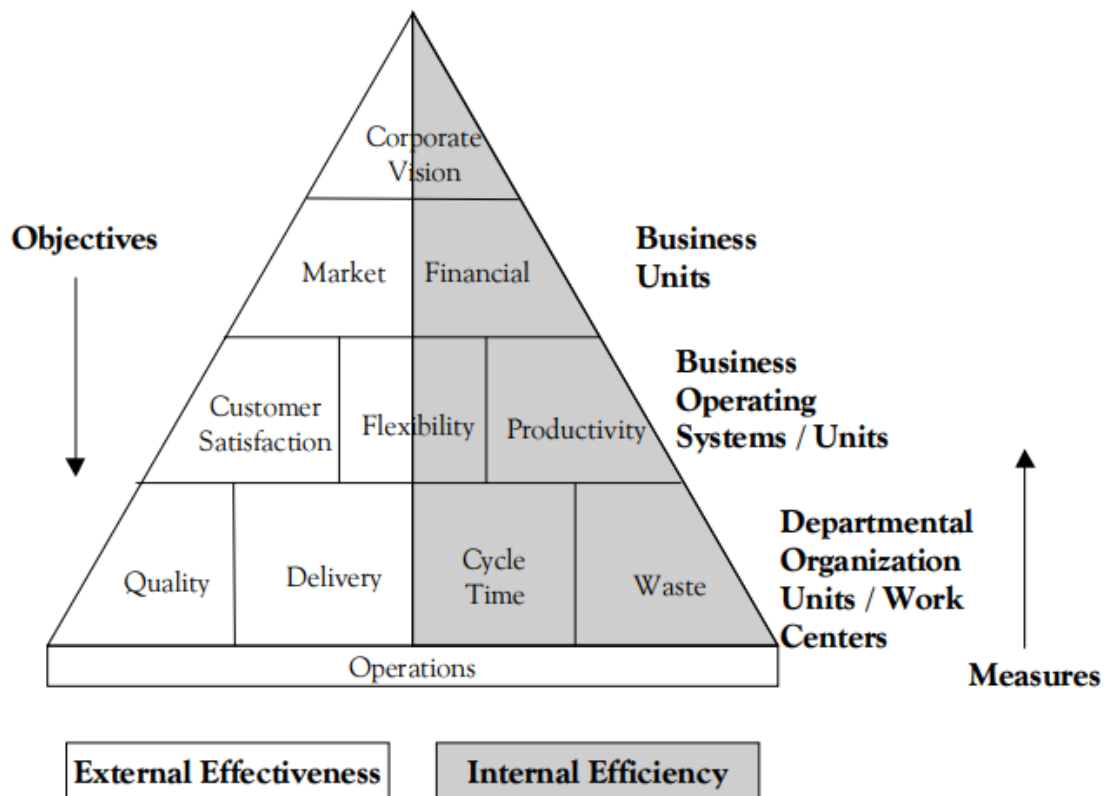 Corporate
Vision
Objectives
Market
Financial
Business
Units
Customer
Satisfaction
Flexibility
Productivity
Business
Operating
Systems / Units
Quality
Delivery
Cycle
Time
Waste
Departmental
Organization
Units / Work
Centers
Operations
Measures
External Effectiveness
Internal Efficiency